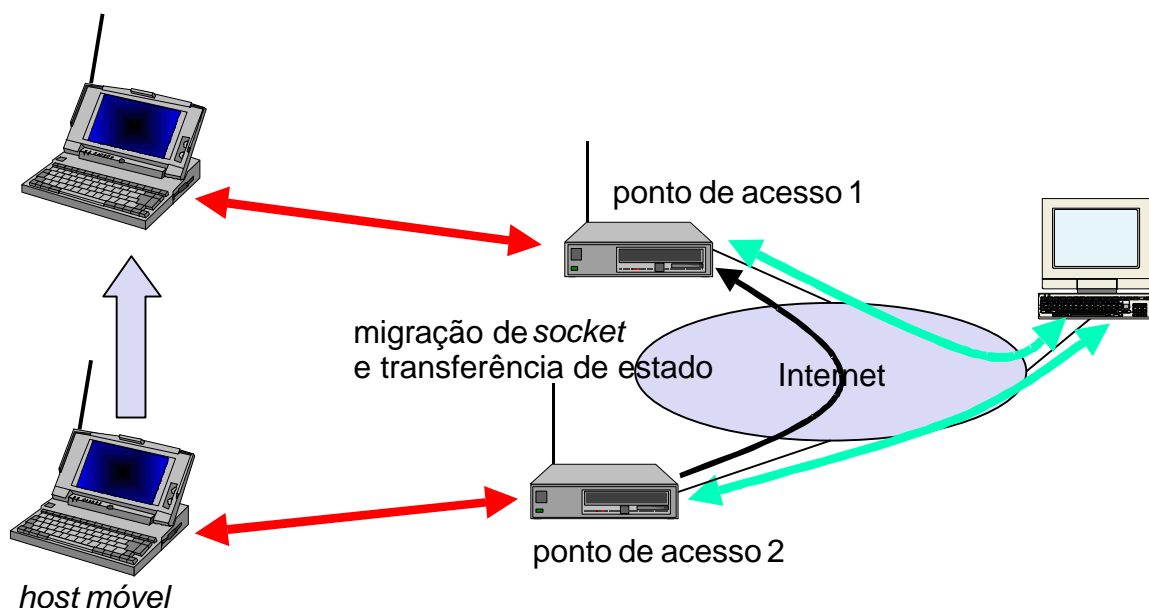 ponto de acesso 1
migração de socket
e transferência de estado
Internet
ponto de acesso 2
host móvel